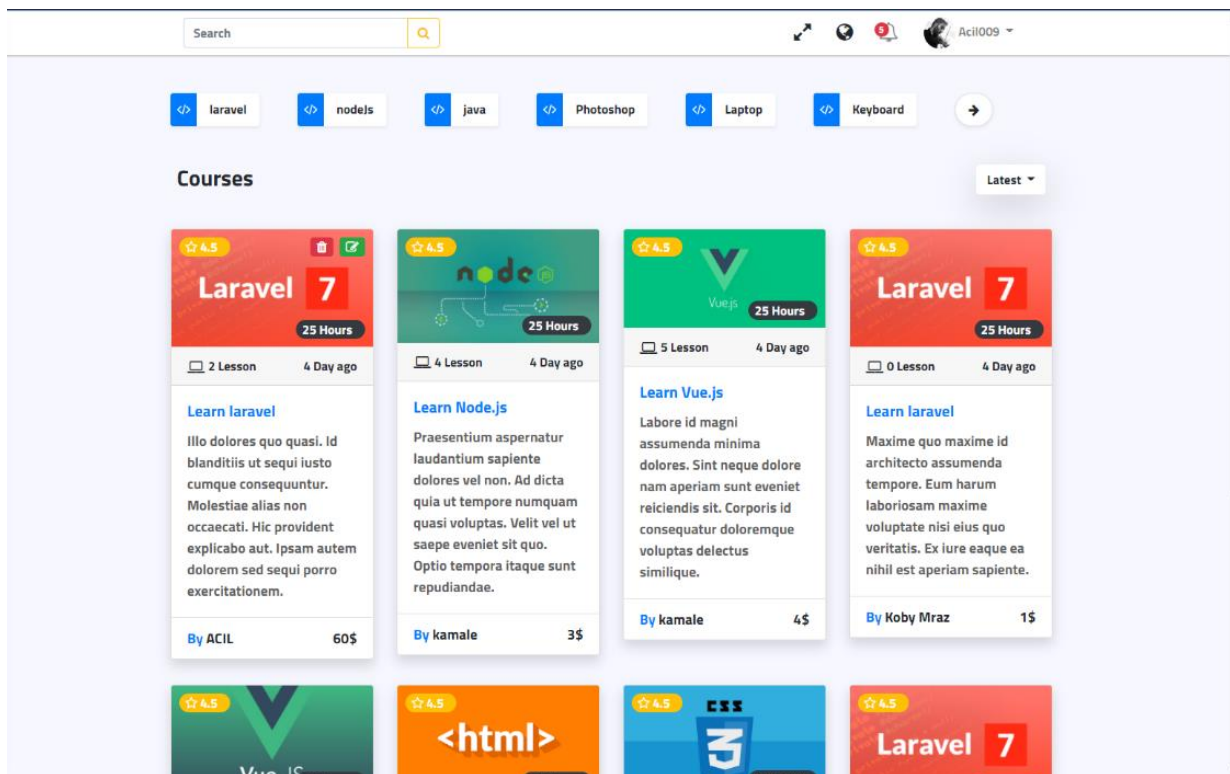 Search
5
Acil009
laravel
nodeJs
java
Photoshop
Laptop
Keyboard
Courses
Latest
4.5
Laravel 7
25 Hours
2 Lesson 4 Day ago
Learn laravel
Illo dolores quo quasi. Id
blanditiis ut sequi iusto
cumque consequuntur.
Molestiae alias non
occaecati. Hic provident
explicabo aut. Ipsam autem
dolorem sed sequi porro
exercitationem.
By ACIL 60$
4.5
node
25 Hours
4 Lesson 4 Day ago
Learn Node.js
Praesentium aspernatur
laudantium sapiente
dolores vel non. Ad dicta
quia ut tempore numquam
quasi voluptas. Velit vel ut
saepe eveniet sit quo.
Optio tempora itaque sunt
repudiandae.
By kamale 3$
4.5
Vue.js
25 Hours
5 Lesson 4 Day ago
Learn Vue.js
Labore id magni
assumenda minima
dolores. Sint neque dolore
nam aperiam sunt eveniet
reiciendis sit. Corporis id
consequatur doloremque
voluptas delectus
similique.
By kamale 4$
4.5
Laravel 7
25 Hours
0 Lesson 4 Day ago
Learn laravel
Maxime quo maxime id
architecto assumenda
tempore. Eum harum
laboriosam maxime
voluptate nisi eius quo
veritatis. Ex iure eaque ea
nihil est aperiam sapiente.
By Koby Mraz 1$
4.5
4.5
<html>
4.5
CSS
3
4.5
Laravel 7